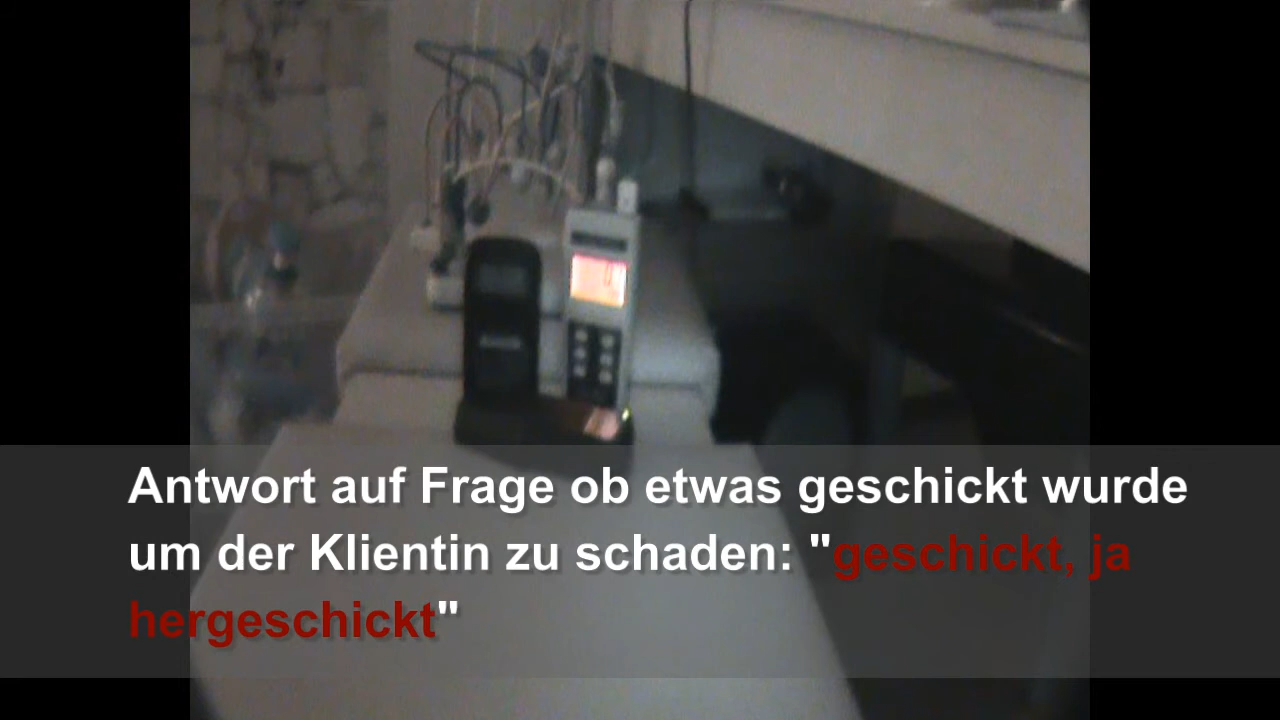 Antwort auf Frage ob etwas geschickt wurde
um der Klientin zu schaden: "geschickt, ja
hergeschickt"